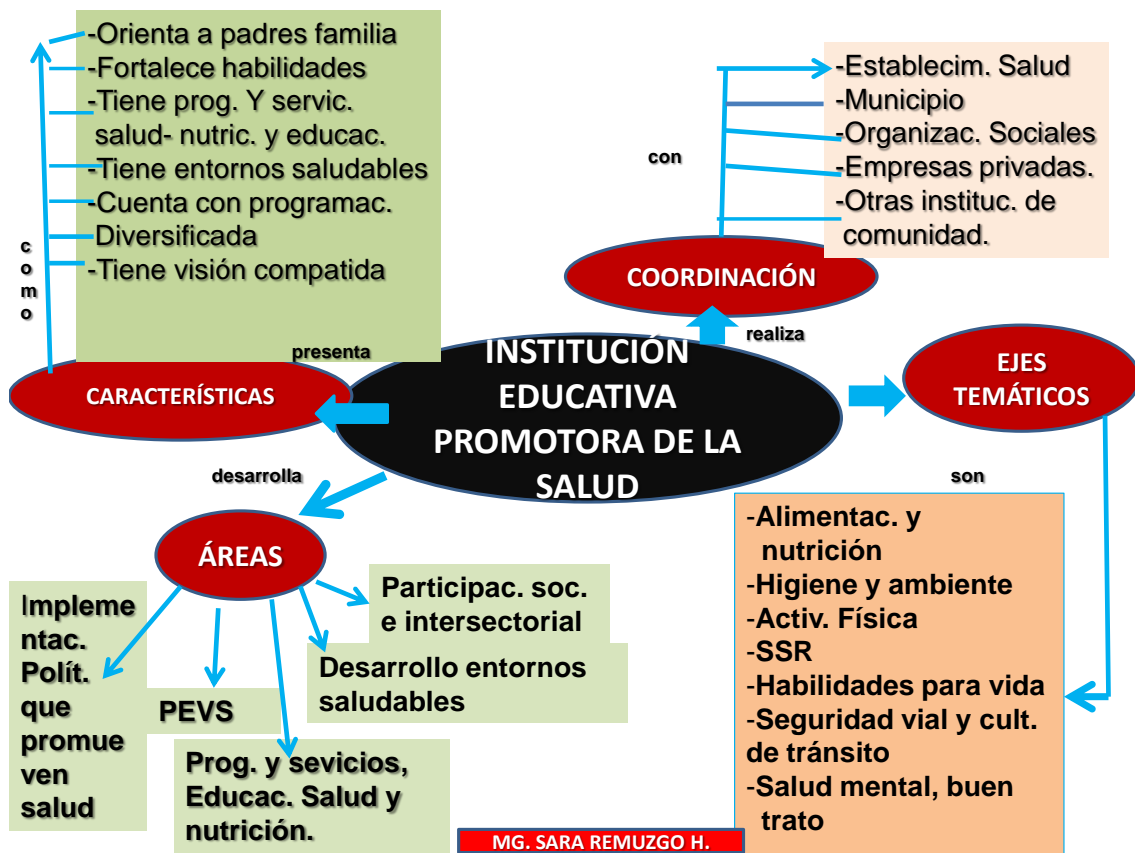 -Orienta a padres familia
-Fortalece habilidades
-Tiene prog. Y servic.
salud- nutric. y educac.
-Tiene entornos saludables
-Cuenta con programac.
Diversificada
-Tiene visión compatida
como
presenta
CARACTERÍSTICAS
-Establecim. Salud
-Municipio
-Organizac. Sociales
-Empresas privadas.
-Otras instituc. de
comunidad.
con
COORDINACIÓN
realiza
INSTITUCIÓN
EDUCATIVA
PROMOTORA DE LA
SALUD
EJES
TEMÁTICOS
son
-Alimentac. y
nutrición
-Higiene y ambiente
-Activ. Física
-SSR
-Habilidades para vida
-Seguridad vial y cult.
de tránsito
-Salud mental, buen
trato
desarrolla
ÁREAS
Impleme
ntac.
Polít.
que
promue
ven
salud
PEVS
Prog. y sevicios,
Educac. Salud y
nutrición.
Desarrollo entornos
saludables
Participac. soc.
e intersectorial
MG. SARA REMUZGO H.